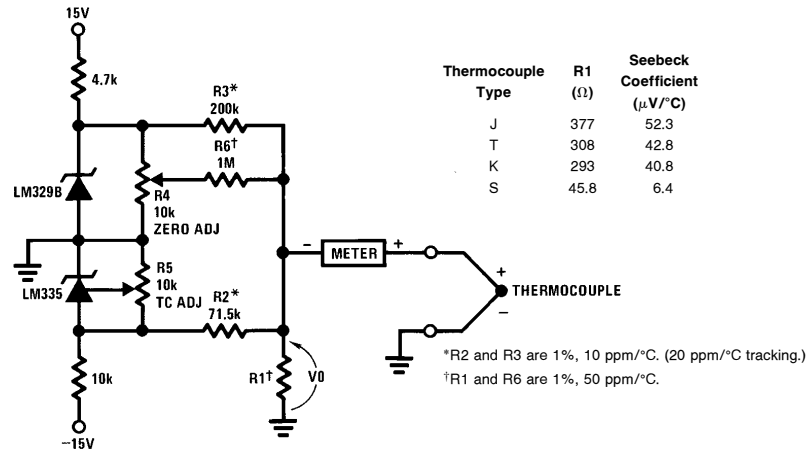 15V
4.7k
R3*
200k
R6†
1M
LM329B
R4
10k
ZERO ADJ
LM335
R5
10k
TC ADJ
R2*
71.5k
10k
R1†
V0
−15V
−
METER
+
+
−
THERMOCOUPLE
Thermocouple Type R1 (Ω) Seebeck Coefficient (μV/°C)
J 377 52.3
T 308 42.8
K 293 40.8
S 45.8 6.4
*R2 and R3 are 1%, 10 ppm/°C. (20 ppm/°C tracking.)
†R1 and R6 are 1%, 50 ppm/°C.